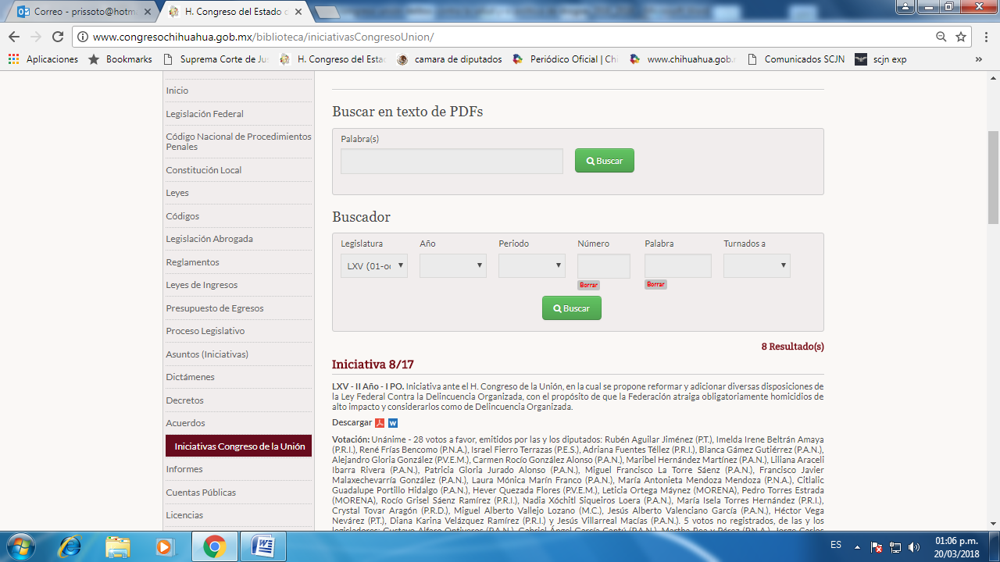 Correo - prissoto@hotm
H. Congreso del Estado
www.congresochihuahua.gob.mx/biblioteca/iniciativasCongresoUnion/
Aplicaciones Bookmarks Suprema Corte de Jus H. Congreso del Estad camara de diputados Periódico Oficial | Chi www.chihuahua.gob. Comunicados SCJN scjn exp »
Inicio
Legislación Federal
Código Nacional de Procedimientos
Penales
Constitución Local
Leyes
Códigos
Legislación Abrogada
Reglamentos
Leyes de Ingresos
Presupuesto de Egresos
Proceso Legislativo
Asuntos (Iniciativas)
Dictámenes
Decretos
Acuerdos
Iniciativas Congreso de la Unión
Informes
Cuentas Públicas
Licencias
Buscar en texto de PDFs
Palabra(s)
Buscar
Buscador
Legislatura Año Periodo Número Palabra Turnados a
LXV (01-o
Borrar Borrar
Buscar
8 Resultado(s)
Iniciativa 8/17
LXV - II Año - I PO. Iniciativa ante el H. Congreso de la Unión, en la cual se propone reformar y adicionar diversas disposiciones de
la Ley Federal Contra la Delincuencia Organizada, con el propósito de que la Federación atraiga obligatoriamente homicidios de
alto impacto y considerarlos como de Delincuencia Organizada.
Descargar
Votación: Unánime - 28 votos a favor, emitidos por las y los diputados: Rubén Aguilar Jiménez (P.T.), Imelda Irene Beltrán Amaya
(P.R.I.), René Frías Bencomo (P.N.A.), Israel Fierro Terrazas (P.E.S.), Adriana Fuentes Téllez (P.R.I.), Blanca Gámez Gutiérrez (P.A.N.),
Alejandro Gloria González (P.V.E.M.), Carmen Rocío González Alonso (P.A.N.), Maribel Hernández Martínez (P.A.N.), Liliana Araceli
Ibarra Rivera (P.A.N.), Patricia Gloria Jurado Alonso (P.A.N.), Miguel Francisco La Torre Sáenz (P.A.N.), Francisco Javier
Malaxechevarría González (P.A.N.), Laura Mónica Marín Franco (P.A.N.), María Antonieta Mendoza Mendoza (P.N.A.), Citlalic
Guadalupe Portillo Hidalgo (P.A.N.), Hever Quezada Flores (P.V.E.M.), Leticia Ortega Máynez (MORENA), Pedro Torres Estrada
(MORENA), Rocío Grisel Sáenz Ramírez (P.R.I.), Nadia Xóchitl Siqueiros Loera (P.A.N.), María Isela Torres Hernández (P.R.I.),
Crystal Tovar Aragón (P.R.D.), Miguel Alberto Vallejo Lozano (M.C.), Jesús Alberto Valenciano García (P.A.N.), Héctor Vega
Nevárez (P.T.), Diana Karina Velázquez Ramírez (P.R.I.) y Jesús Villarreal Macías (P.A.N.). 5 votos no registrados, de las y los
ES 01:06 p.m.
20/03/2018